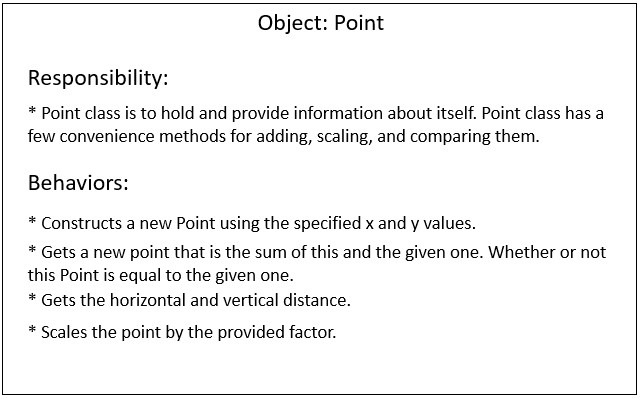 Object: Point
Responsibility:
* Point class is to hold and provide information about itself. Point class has a
few convenience methods for adding, scaling, and comparing them.
Behaviors:
* Constructs a new Point using the specified x and y values.
* Gets a new point that is the sum of this and the given one. Whether or not
this Point is equal to the given one.
* Gets the horizontal and vertical distance.
* Scales the point by the provided factor.